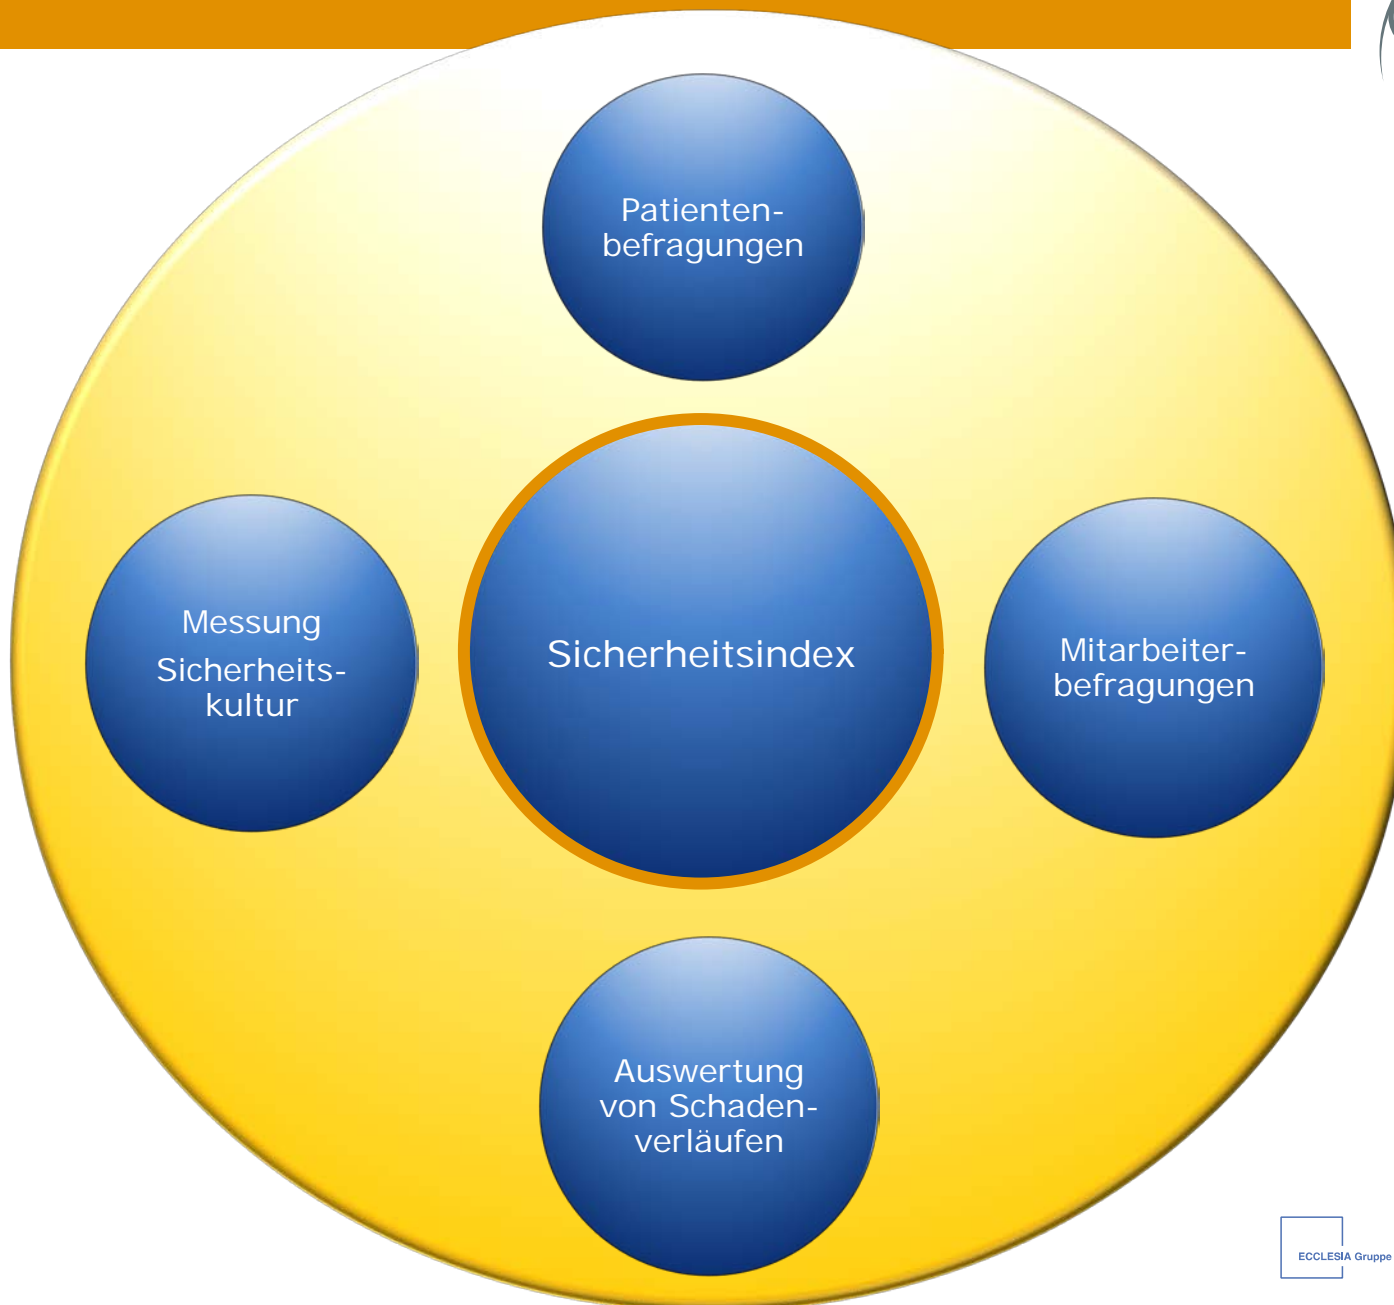 Patienten-
befragungen
Messung
Sicherheits-
kultur
Sicherheitsindex
Mitarbeiter-
befragungen
Auswertung
von Schaden-
verläufen
ECCLESIA Gruppe